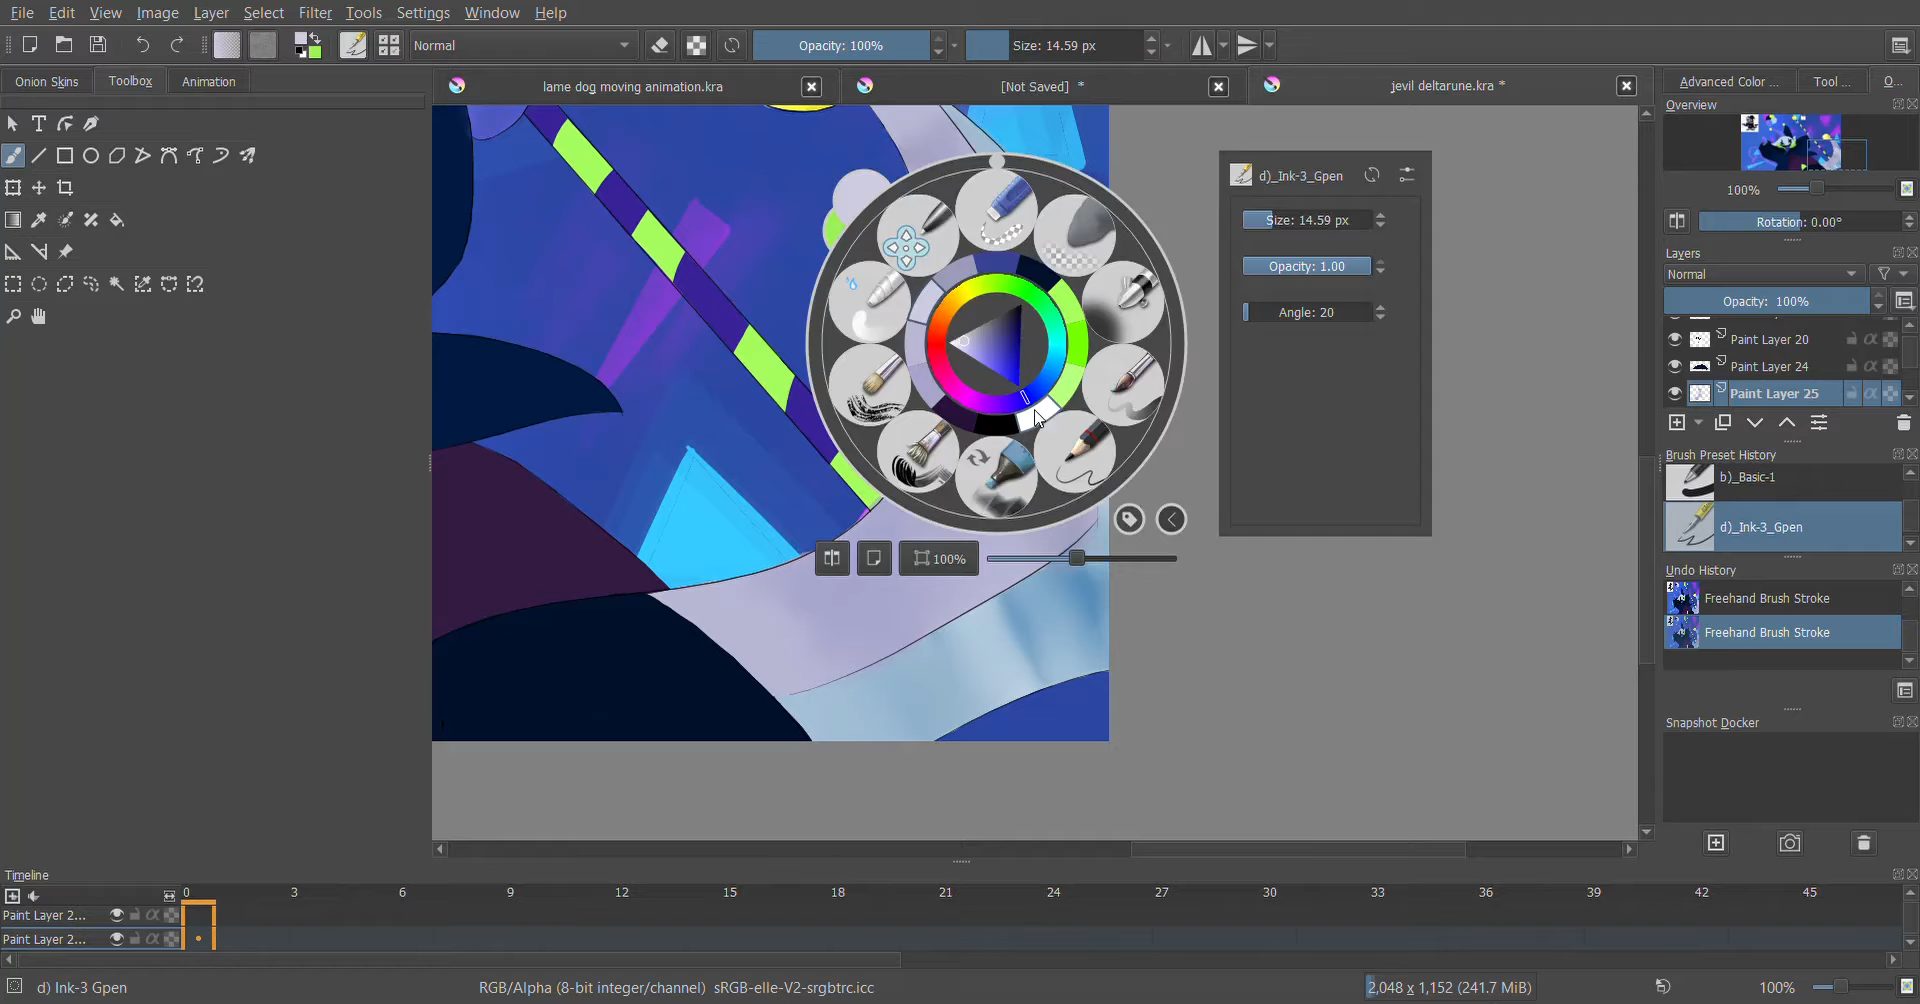 File Edit View Image Layer Select Filter Tools Settings Window Help
Normal Opacity: 100% Size: 14.59 px
Onion Skins Toolbox Animation
lame dog moving animation.kra [Not Saved] * jevil deltarune.kra *
Advanced Color ... Tool ... O...
Overview
100%
Rotation: 0.00°
Layers
Normal
Opacity: 100%
Paint Layer 20
Paint Layer 24
Paint Layer 25
Brush Preset History
b)_Basic-1
d)_Ink-3_Gpen
Undo History
Freehand Brush Stroke
Freehand Brush Stroke
Snapshot Docker
d)_Ink-3_Gpen
Size: 14.59 px
Opacity: 1.00
Angle: 20
100%
Timeline
0 3 6 9 12 15 18 21 24 27 30 33 36 39 42 45
Paint Layer 2...
Paint Layer 2...
d) Ink-3 Gpen RGB/Alpha (8-bit integer/channel) sRGB-elle-V2-srgbtrc.icc 2,048 x 1,152 (241.7 MiB) 100%